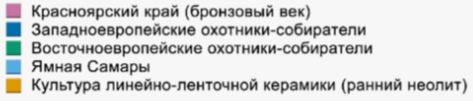 Красноярский край (бронзовый век)
Западноевропейские охотники-собиратели
Восточноевропейские охотники-собиратели
Ямная Самары
Культура линейно-ленточной керамики (ранний неолит)